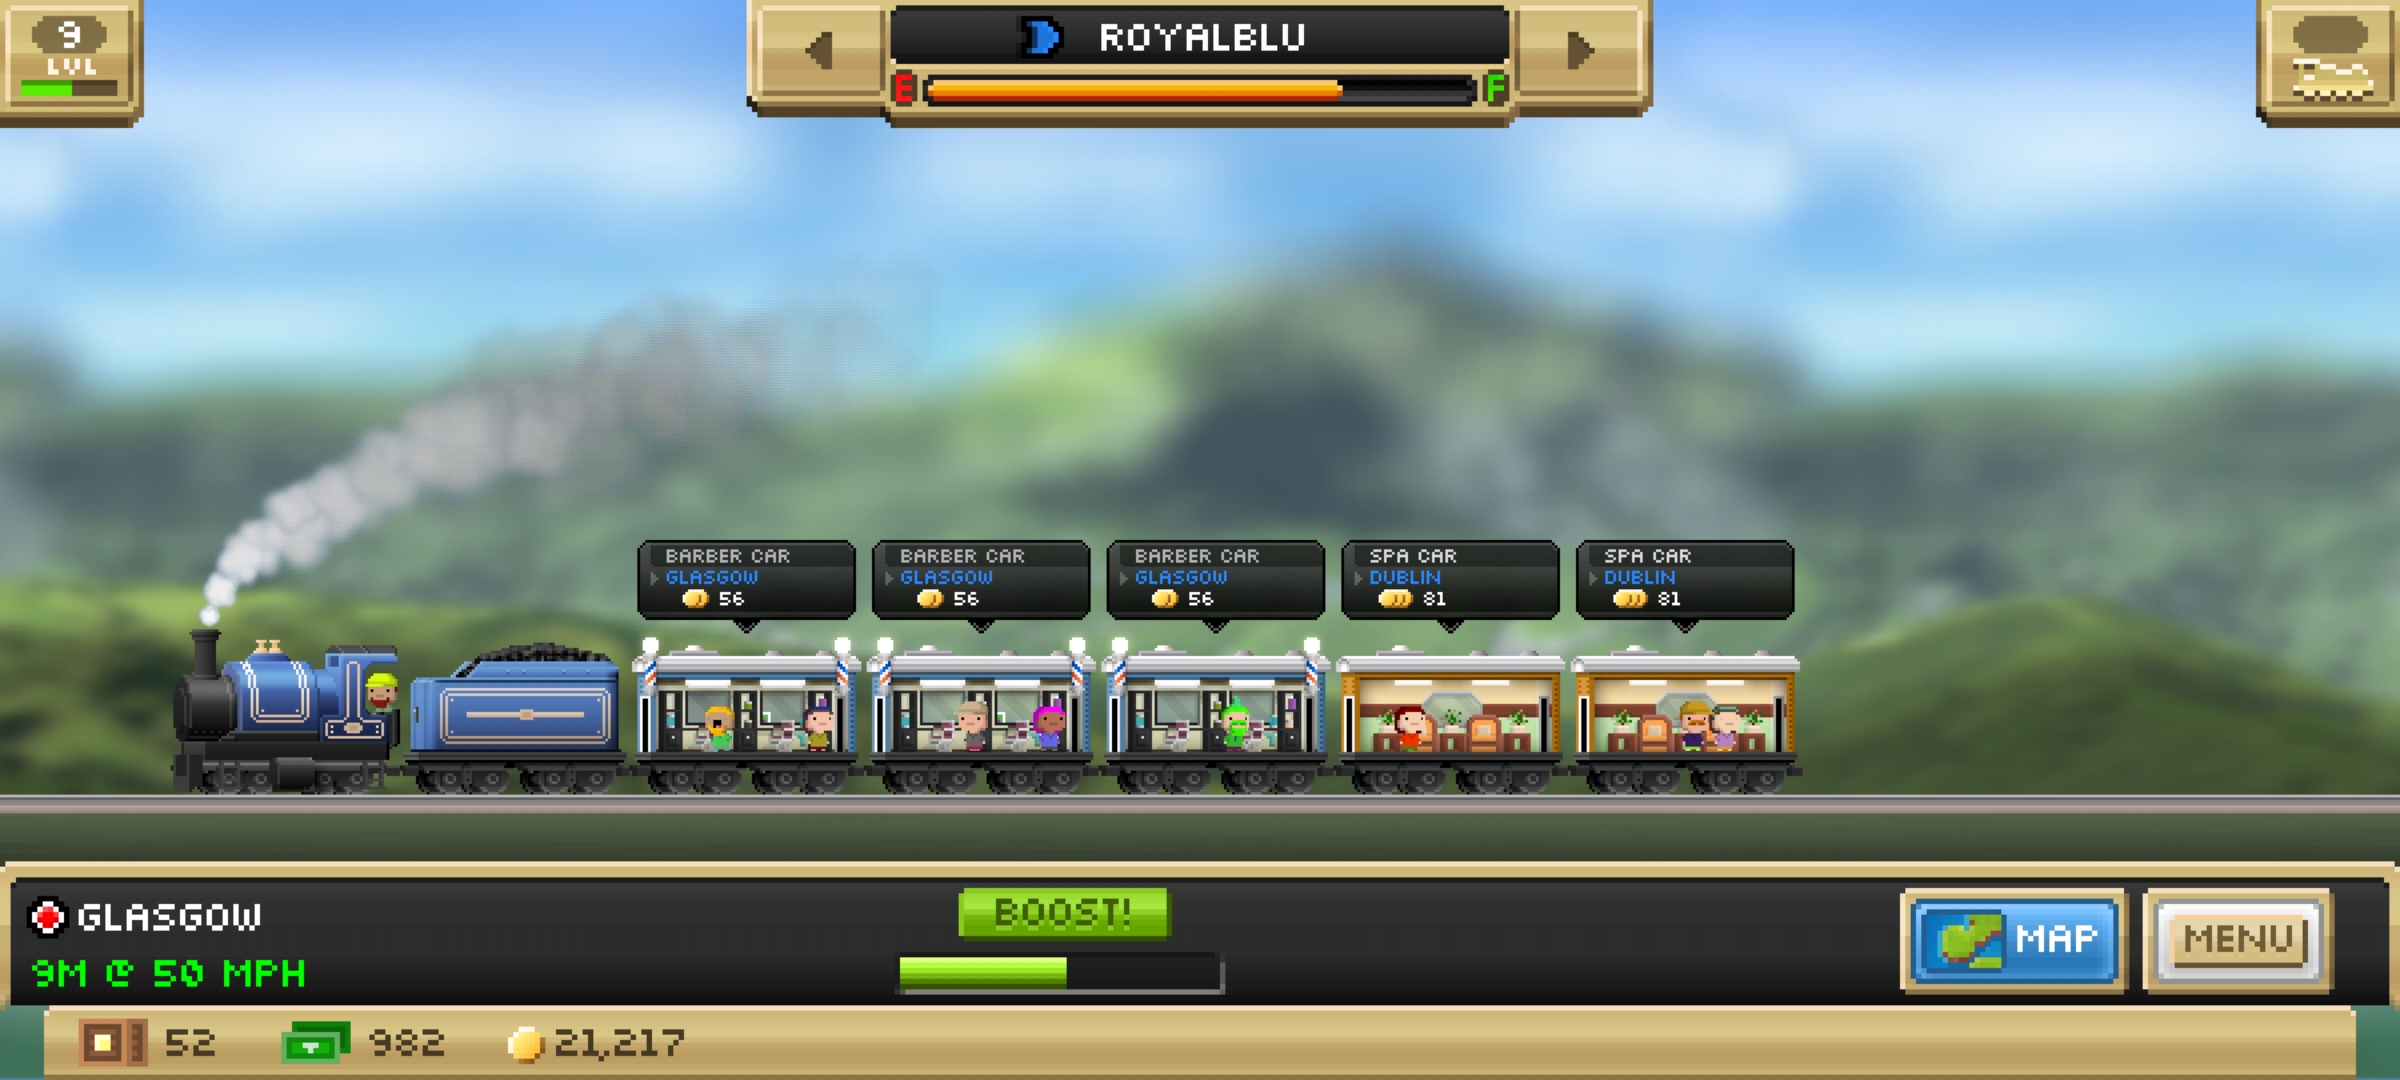 9
LVL
ROYALBLU
E F
BARBER CAR
GLASGOW
56
BARBER CAR
GLASGOW
56
BARBER CAR
GLASGOW
56
SPA CAR
DUBLIN
81
SPA CAR
DUBLIN
81
GLASGOW
9M @ 50 MPH
BOOST!
MAP
MENU
52
982
21,217